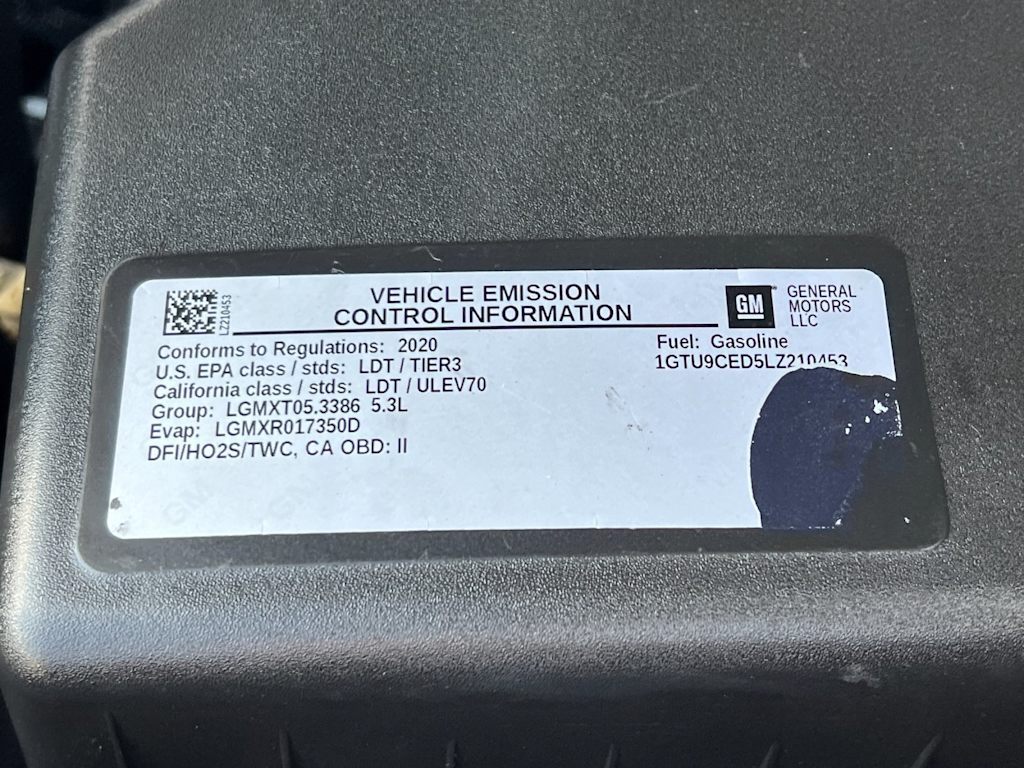 LZ210453
VEHICLE EMISSION
CONTROL INFORMATION
GM
GENERAL
MOTORS
LLC
Conforms to Regulations: 2020
U.S. EPA class / stds: LDT / TIER3
California class / stds: LDT / ULEV70
Group: LGMXT05.3386 5.3L
Evap: LGMXR017350D
DFI/HO2S/TWC, CA OBD: II
Fuel: Gasoline
1GTU9CED5LZ210453